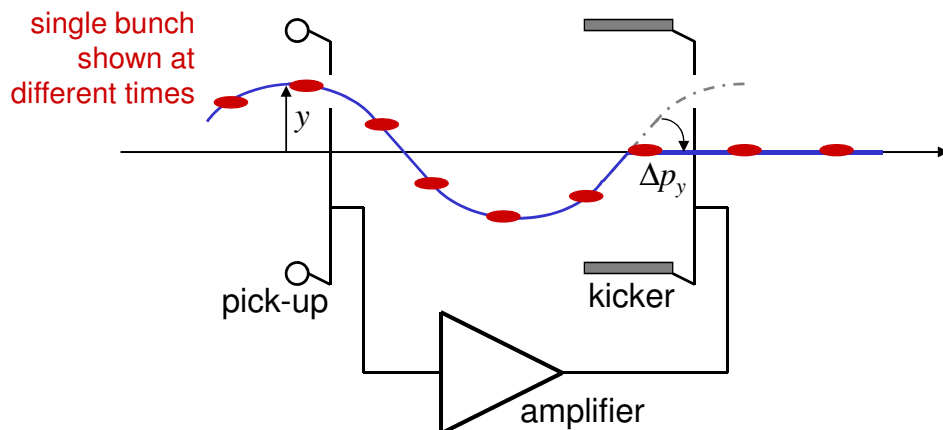 single bunch
shown at
different times
y
Δp_y
pick-up
kicker
amplifier